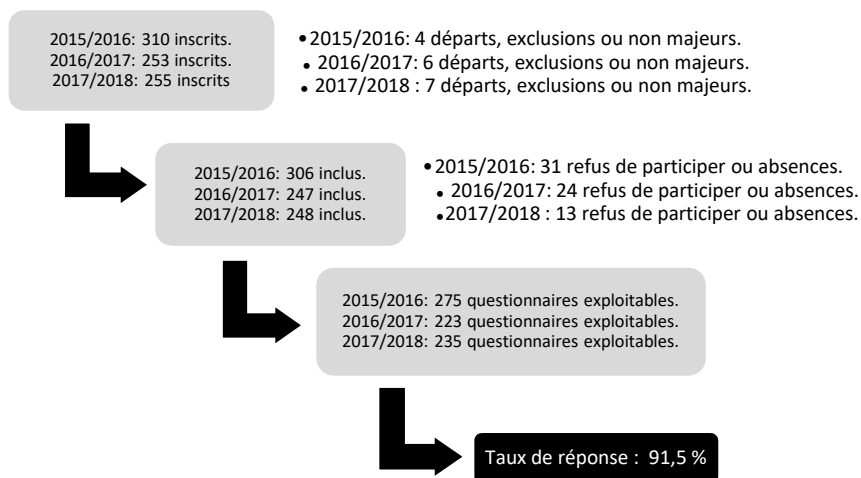 2015/2016: 310 inscrits.
2016/2017: 253 inscrits.
2017/2018: 255 inscrits
•2015/2016: 4 départs, exclusions ou non majeurs.
• 2016/2017: 6 départs, exclusions ou non majeurs.
• 2017/2018 : 7 départs, exclusions ou non majeurs.
2015/2016: 306 inclus.
2016/2017: 247 inclus.
2017/2018: 248 inclus.
•2015/2016: 31 refus de participer ou absences.
• 2016/2017: 24 refus de participer ou absences.
•2017/2018 : 13 refus de participer ou absences.
2015/2016: 275 questionnaires exploitables.
2016/2017: 223 questionnaires exploitables.
2017/2018: 235 questionnaires exploitables.
Taux de réponse : 91,5 %